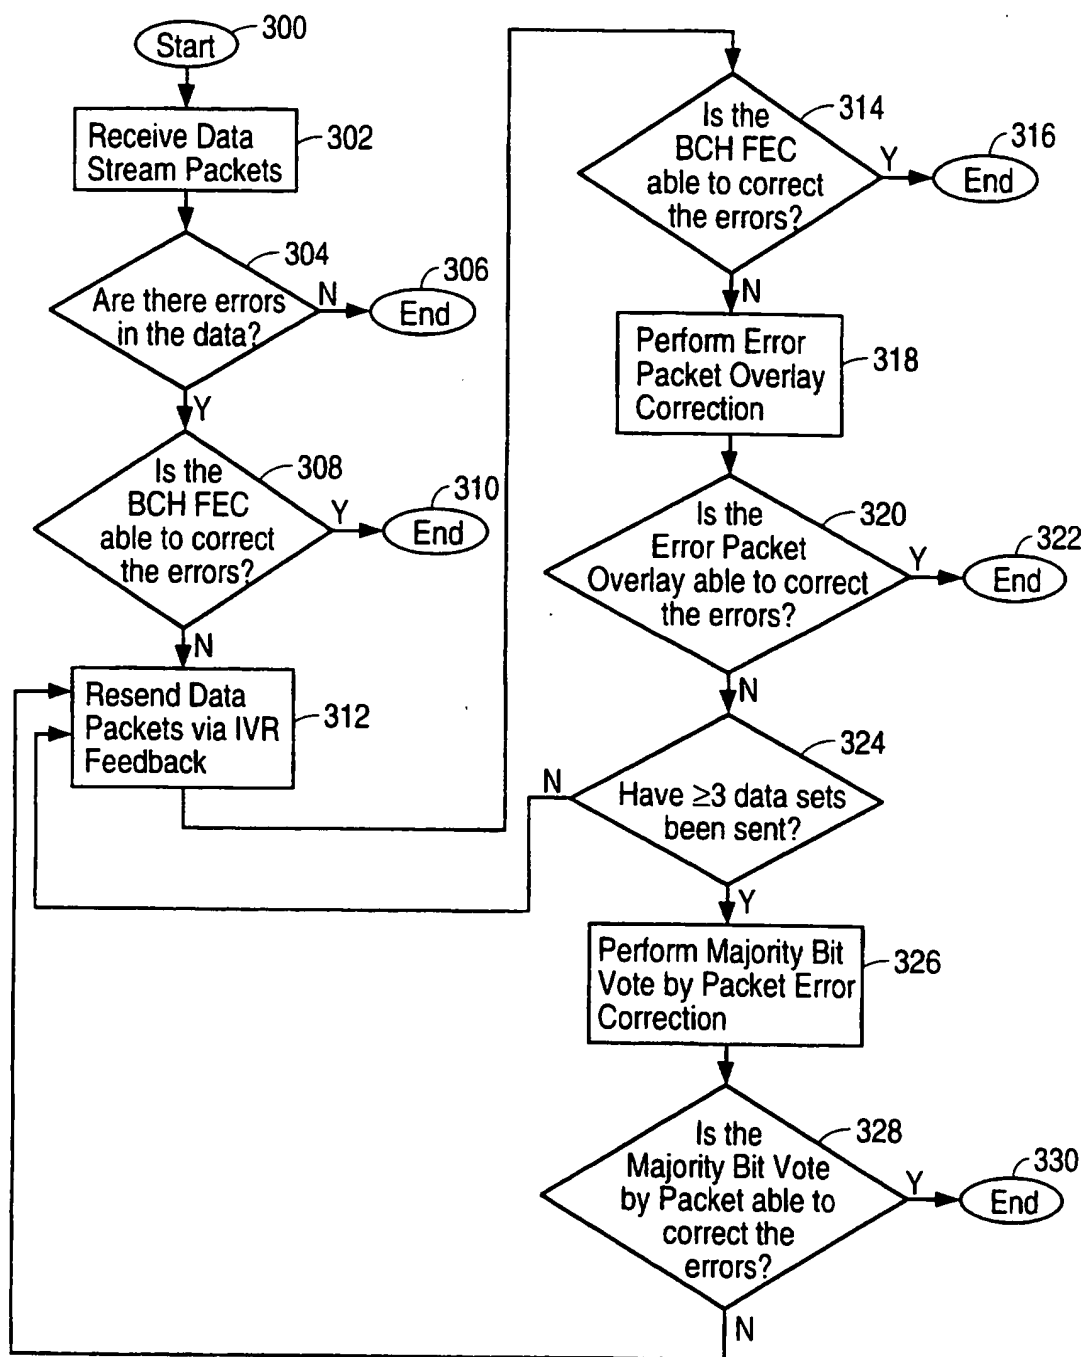 300
Start
Receive Data
Stream Packets
302
304
Are there errors
in the data?
N
306
End
Y
308
Is the
BCH FEC
able to correct
the errors?
Y
310
End
N
Resend Data
Packets via IVR
Feedback
312
314
Is the
BCH FEC
able to correct
the errors?
Y
316
End
N
Perform Error
Packet Overlay
Correction
318
320
Is the
Error Packet
Overlay able to correct
the errors?
Y
322
End
N
324
Have ≥3 data sets
been sent?
N
Y
Perform Majority Bit
Vote by Packet Error
Correction
326
328
Is the
Majority Bit Vote
by Packet able to
correct the
errors?
Y
330
End
N